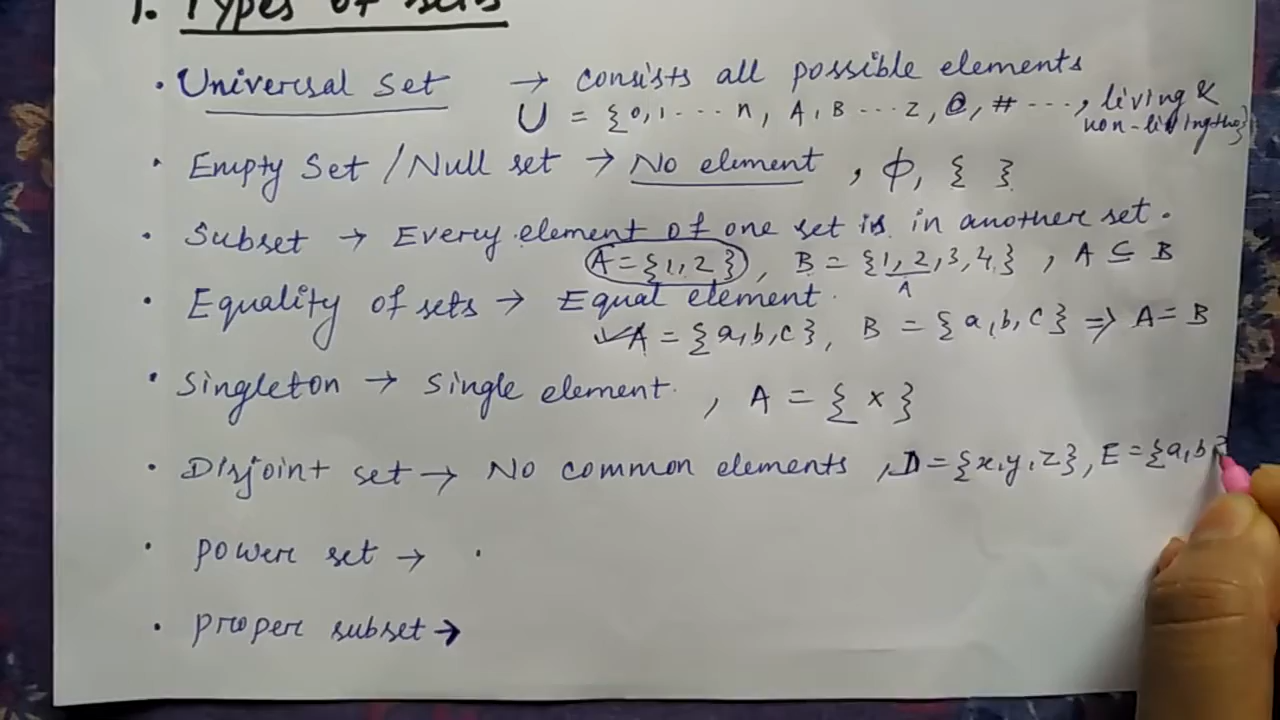 1. Types of sets
• Universal set → consists all possible elements
U = {0,1 .... n, A, B ... z, @, # ---, living &
non-living thg}
• Empty Set / Null set → No element , ϕ, { }
• Subset → Every element of one set is in another set.
A = {1,2} , B = {1,2,3,4} , A ⊆ B
A
• Equality of sets → Equal element.
✓A = {a,b,c}, B = {a,b,c} => A = B
• Singleton → Single element. , A = { x }
• Disjoint set → No common elements , D = {x,y,z}, E = {a,b}
• power set → .
• proper subset →